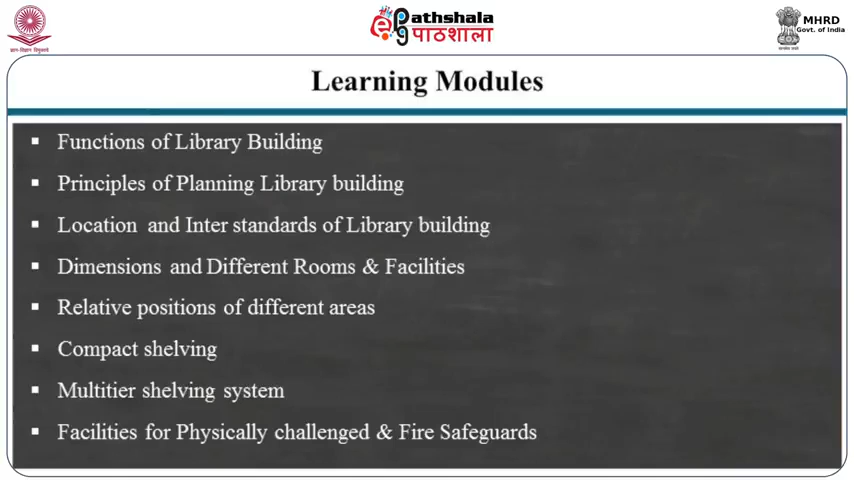 ePathshala
पाठशाला
MHRD
Govt. of India
Learning Modules
Functions of Library Building
Principles of Planning Library building
Location and Inter standards of Library building
Dimensions and Different Rooms & Facilities
Relative positions of different areas
Compact shelving
Multitier shelving system
Facilities for Physically challenged & Fire Safeguards